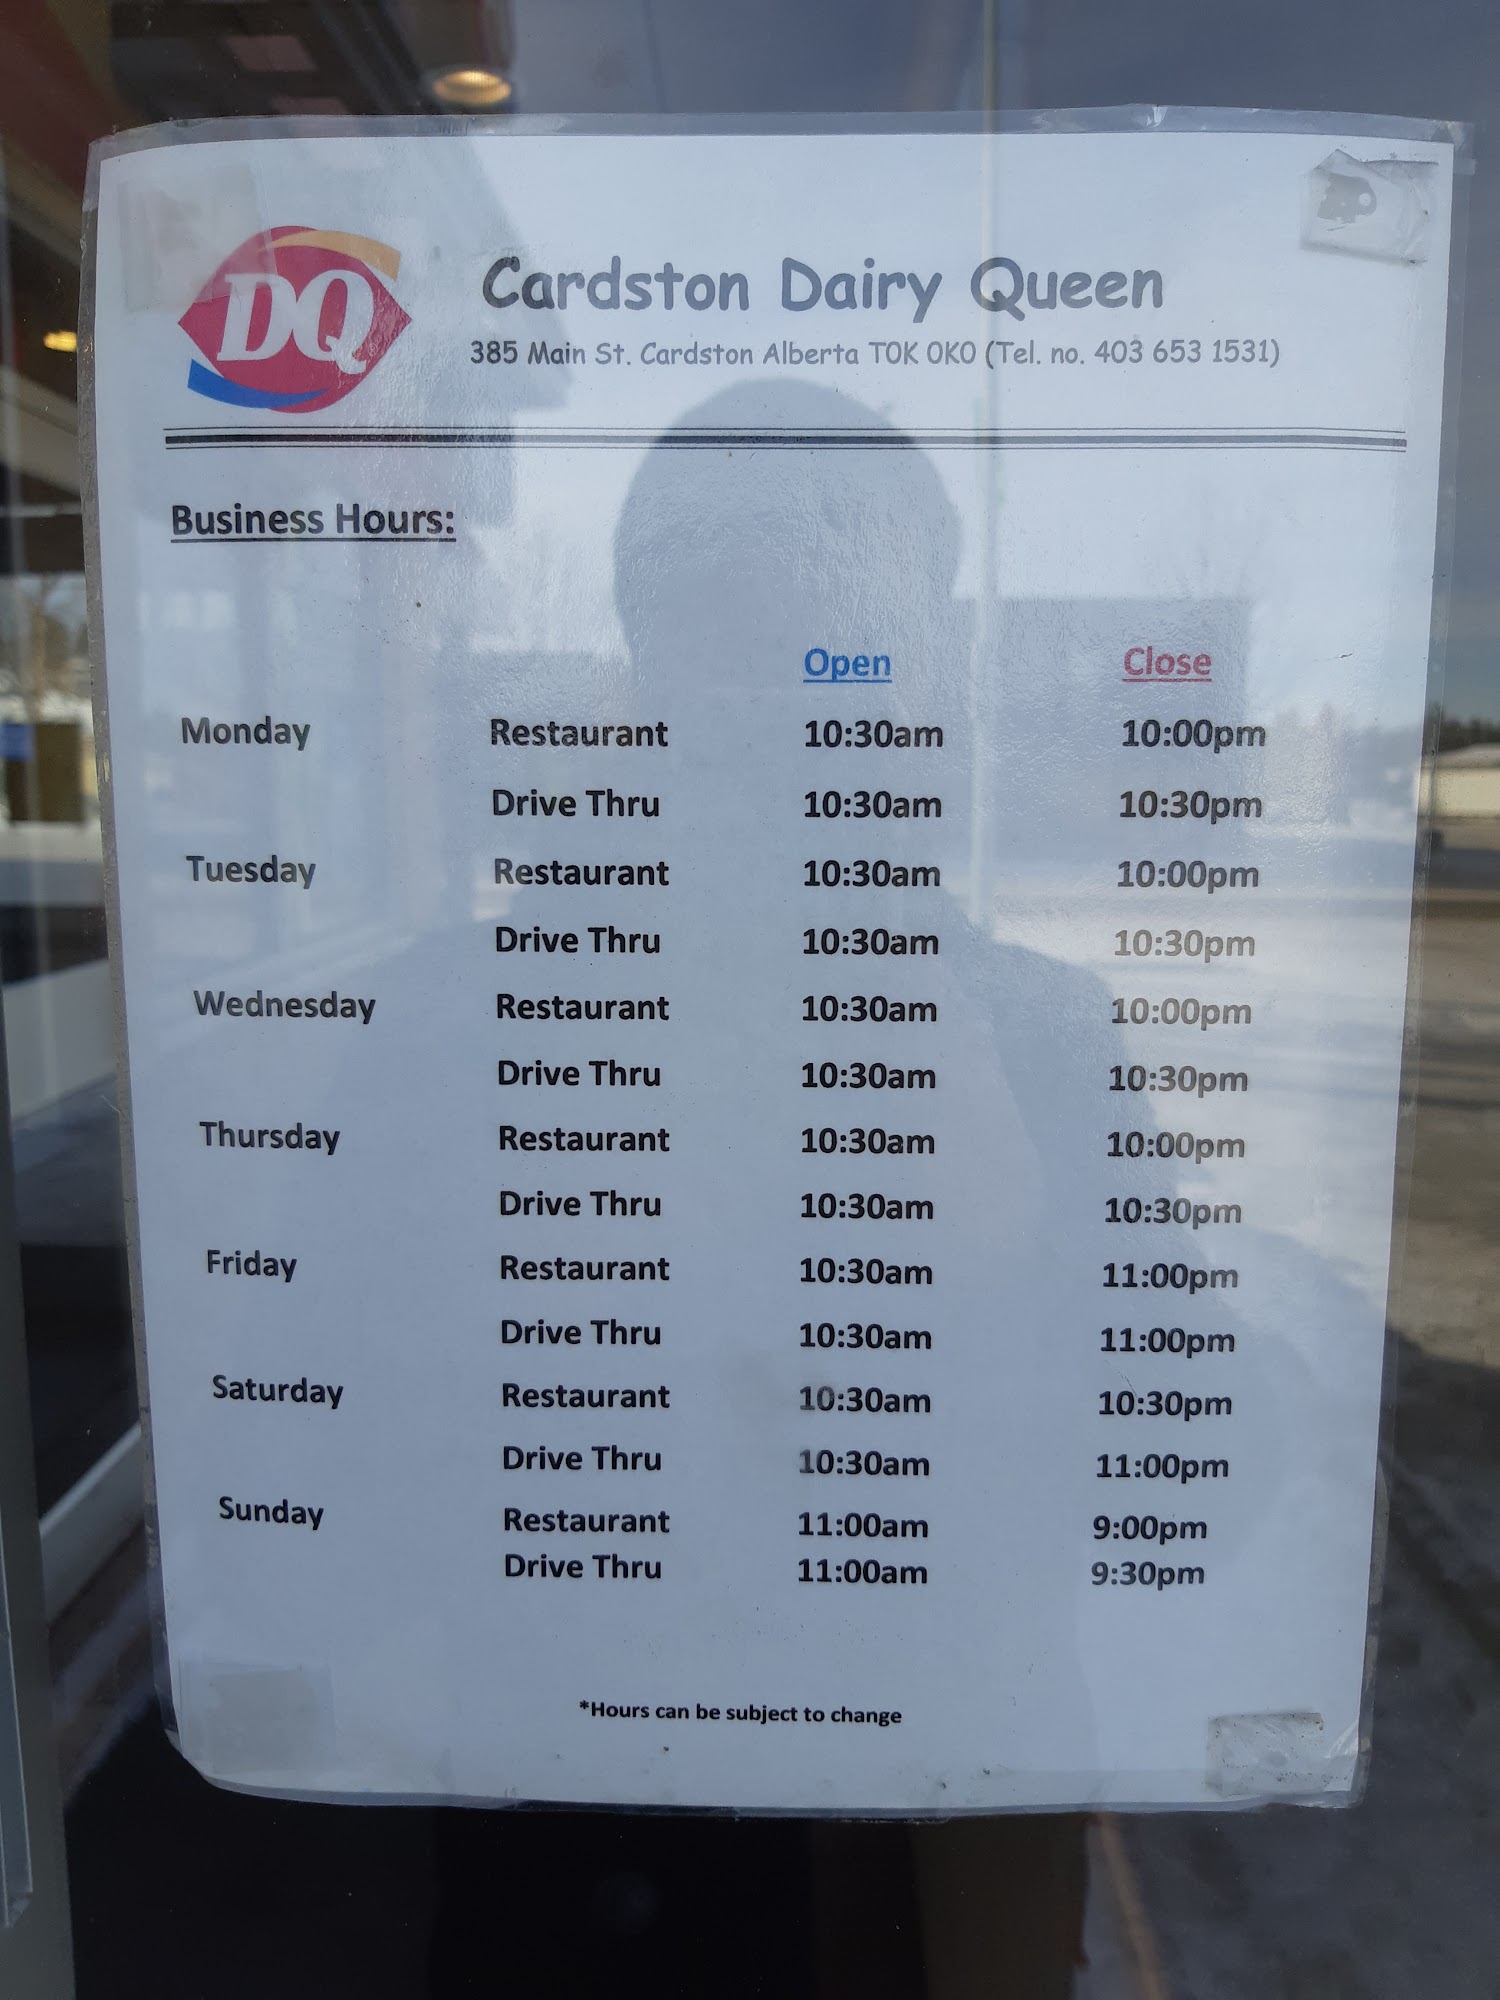 DQ
Cardston Dairy Queen
385 Main St. Cardston Alberta T0K 0K0 (Tel. no. 403 653 1531)
Business Hours:
Open Close
Monday Restaurant 10:30am 10:00pm
Drive Thru 10:30am 10:30pm
Tuesday Restaurant 10:30am 10:00pm
Drive Thru 10:30am 10:30pm
Wednesday Restaurant 10:30am 10:00pm
Drive Thru 10:30am 10:30pm
Thursday Restaurant 10:30am 10:00pm
Drive Thru 10:30am 10:30pm
Friday Restaurant 10:30am 11:00pm
Drive Thru 10:30am 11:00pm
Saturday Restaurant 10:30am 10:30pm
Drive Thru 10:30am 11:00pm
Sunday Restaurant 11:00am 9:00pm
Drive Thru 11:00am 9:30pm
*Hours can be subject to change